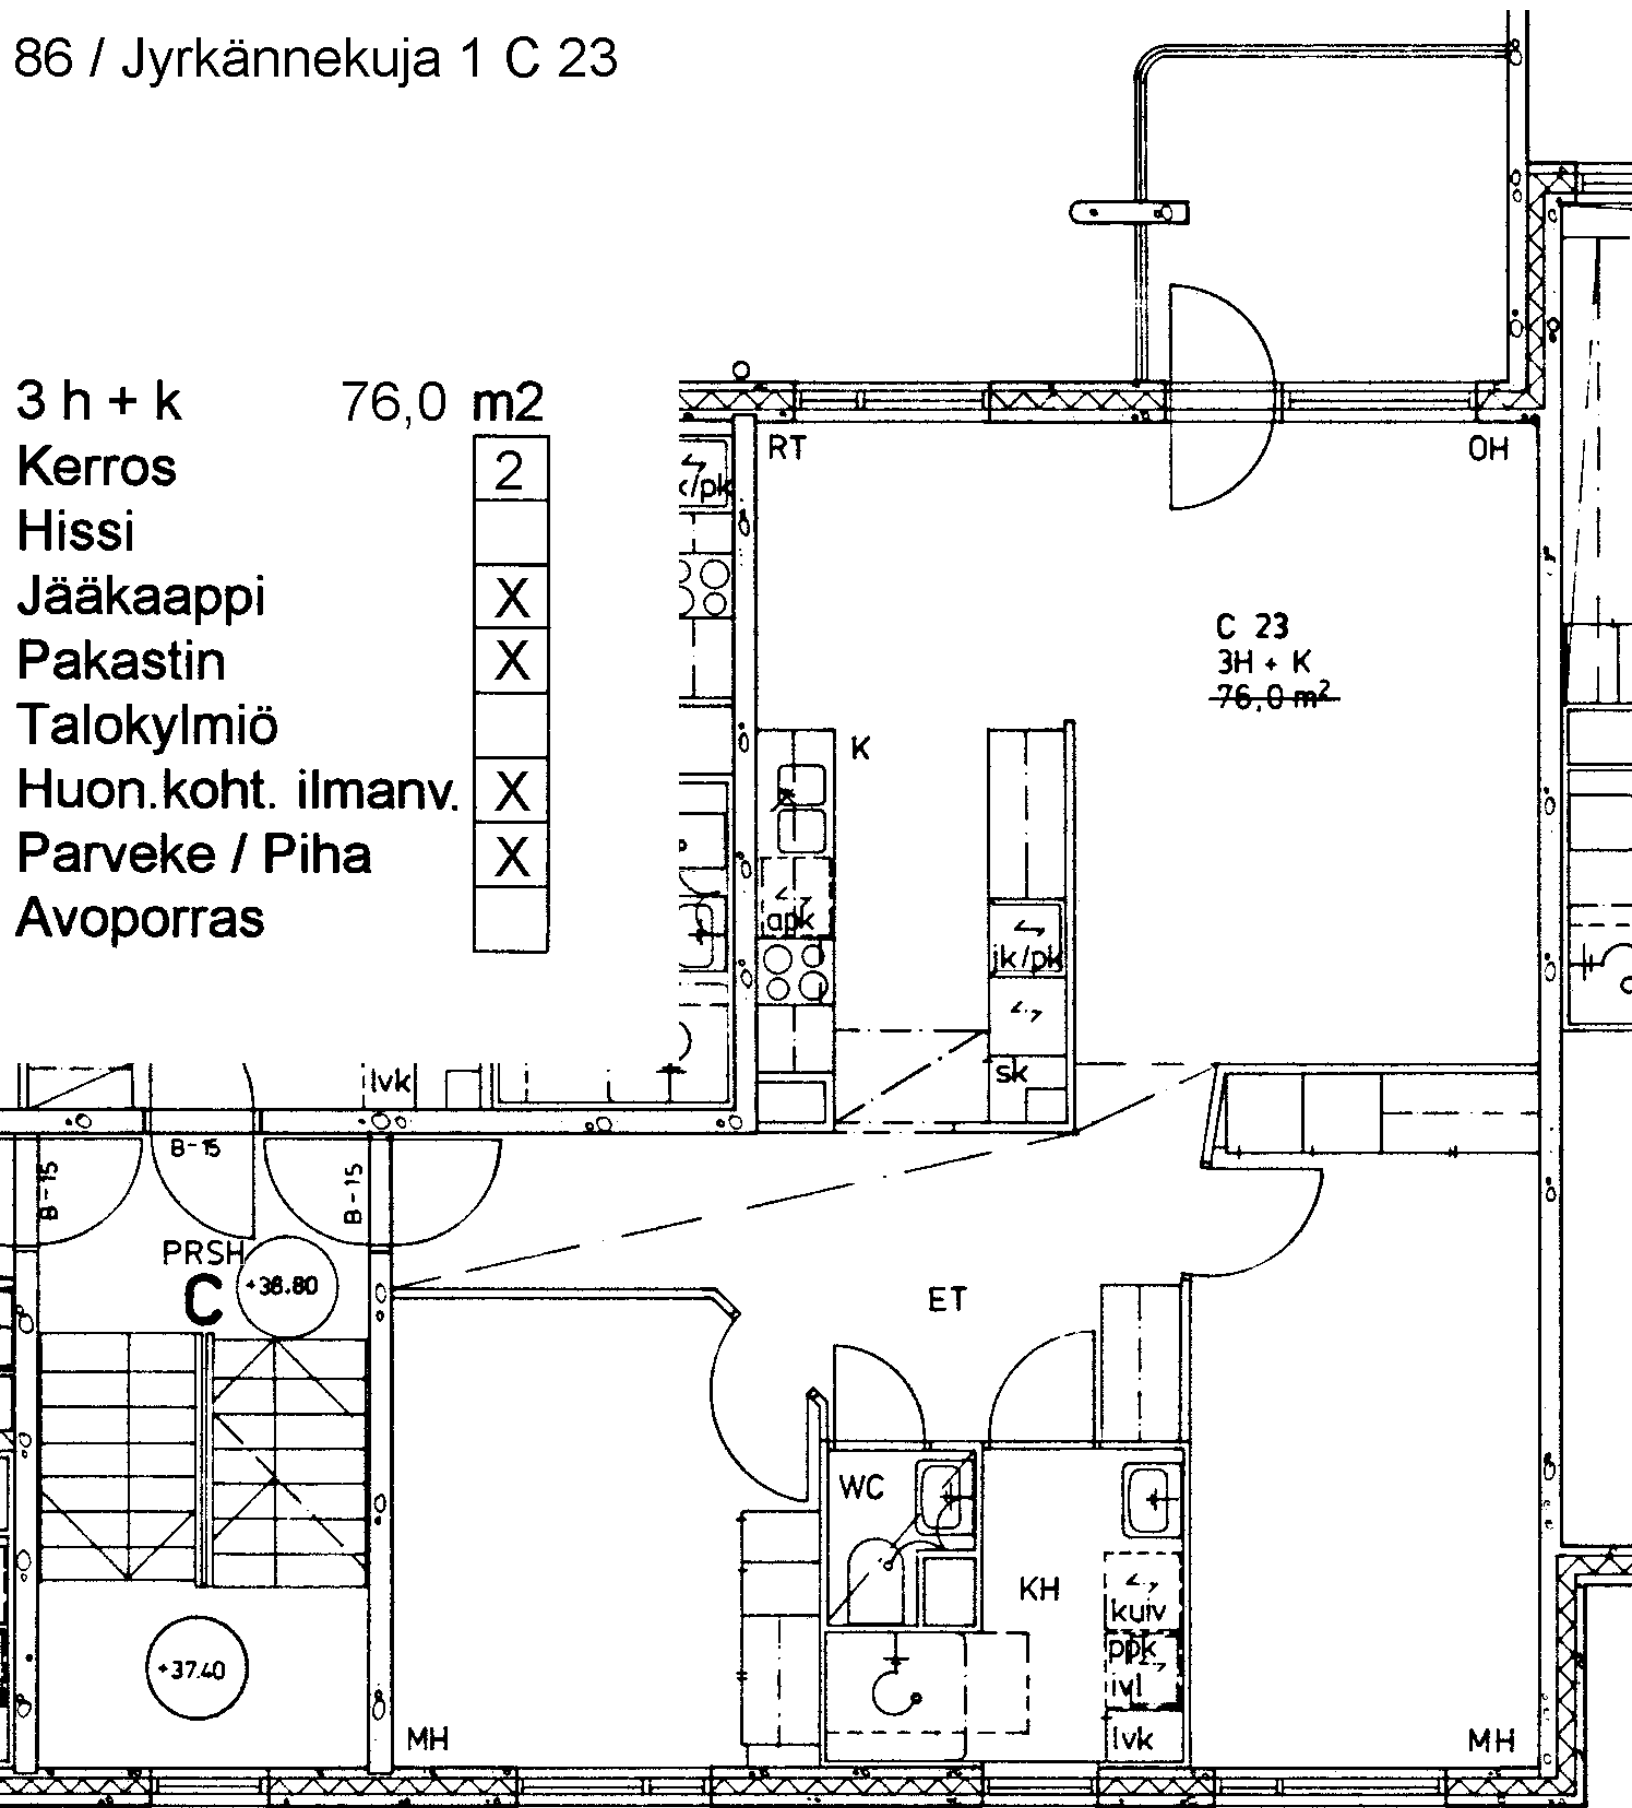 86 / Jyrkännekuja 1 C 23
3 h + k 76,0 m2
Kerros 2
Hissi
Jääkaappi X
Pakastin X
Talokylmiö
Huon.koht. ilmanv. X
Parveke / Piha X
Avoporras
RT
OH
C 23
3H + K
76,0 m²
K
apk
jk/pk
sk
lvk
B-15
B-15
B-15
PRSH
C
+38.80
ET
WC
KH
kuiv
ppk
ivl
lvk
+37.40
MH
MH